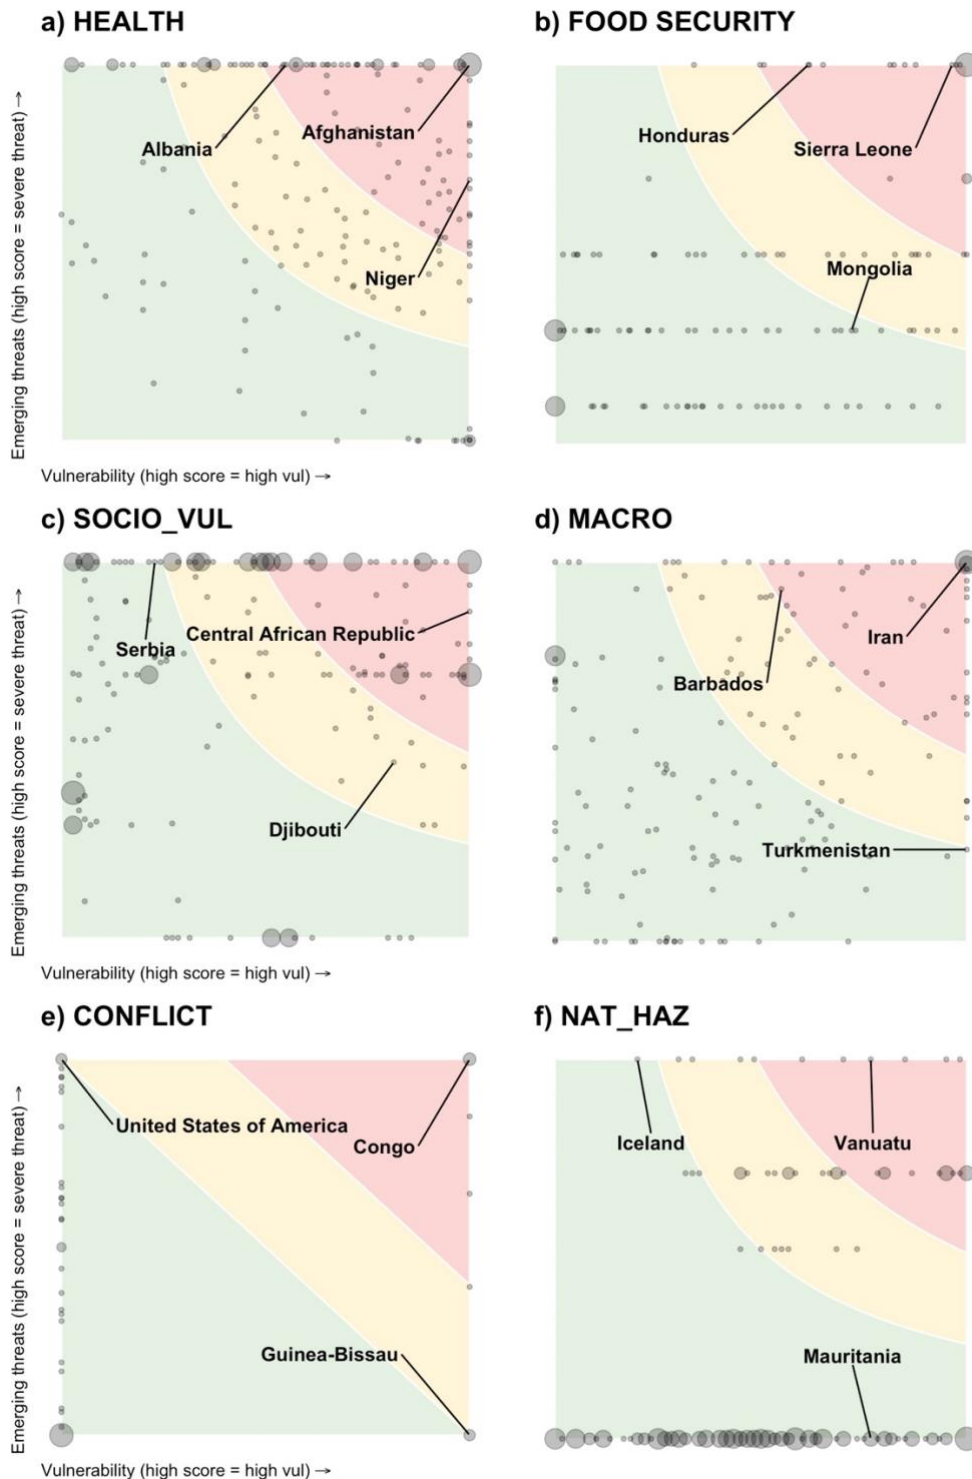 a) HEALTH
b) FOOD SECURITY
Emerging threats (high score = severe threat) →
Albania
Afghanistan
Niger
Honduras
Sierra Leone
Mongolia
Vulnerability (high score = high vul) →
c) SOCIO_VUL
d) MACRO
Emerging threats (high score = severe threat) →
Serbia
Central African Republic
Djibouti
Iran
Barbados
Turkmenistan
Vulnerability (high score = high vul) →
e) CONFLICT
f) NAT_HAZ
Emerging threats (high score = severe threat) →
United States of America
Congo
Guinea-Bissau
Iceland
Vanuatu
Mauritania
Vulnerability (high score = high vul) →